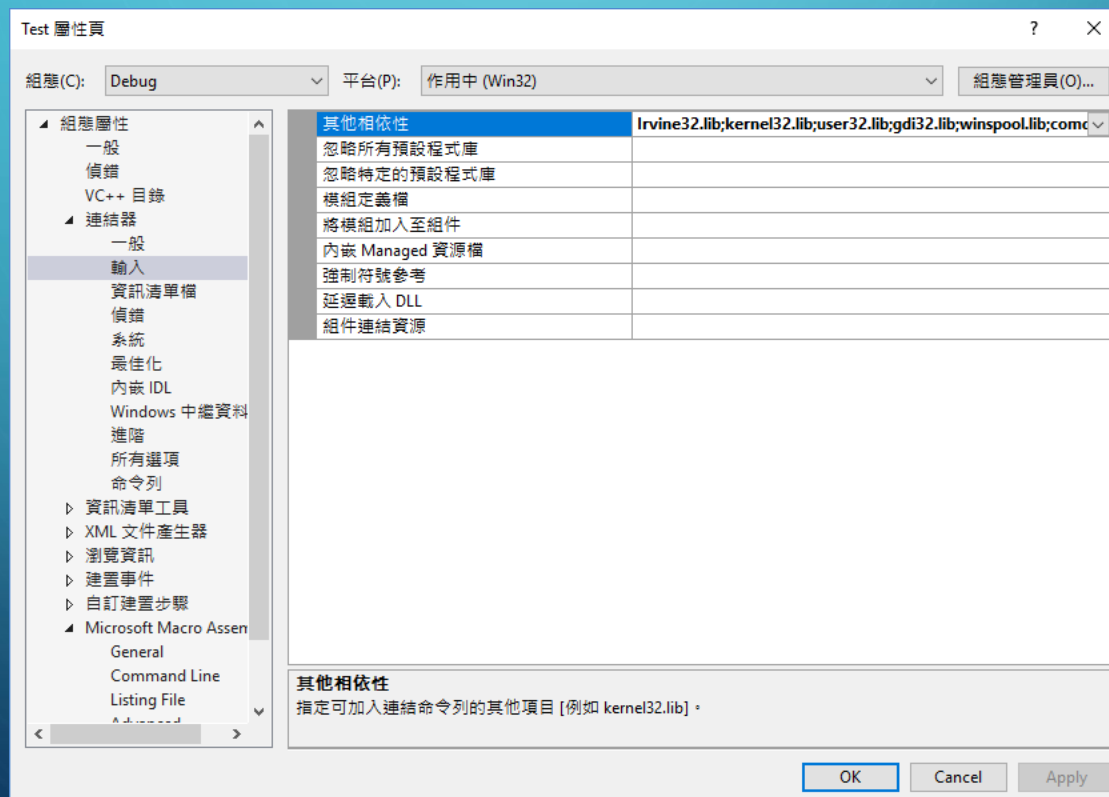 Test 屬性頁
組態(C): Debug 平台(P): 作用中 (Win32) 組態管理員(O)...
組態屬性
一般
偵錯
VC++ 目錄
連結器
一般
輸入
資訊清單檔
偵錯
系統
最佳化
內嵌 IDL
Windows 中繼資料
進階
所有選項
命令列
資訊清單工具
XML 文件產生器
瀏覽資訊
建置事件
自訂建置步驟
Microsoft Macro Assem
General
Command Line
Listing File
Advanced
其他相依性 Irvine32.lib;kernel32.lib;user32.lib;gdi32.lib;winspool.lib;comd
忽略所有預設程式庫
忽略特定的預設程式庫
模組定義檔
將模組加入至組件
內嵌 Managed 資源檔
強制符號參考
延遲載入 DLL
組件連結資源
其他相依性
指定可加入連結命令列的其他項目 [例如 kernel32.lib]。
OK Cancel Apply